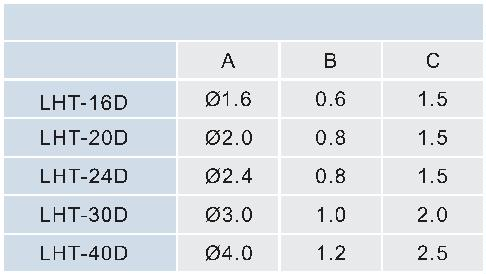 A B C
LHT-16D Ø1.6 0.6 1.5
LHT-20D Ø2.0 0.8 1.5
LHT-24D Ø2.4 0.8 1.5
LHT-30D Ø3.0 1.0 2.0
LHT-40D Ø4.0 1.2 2.5